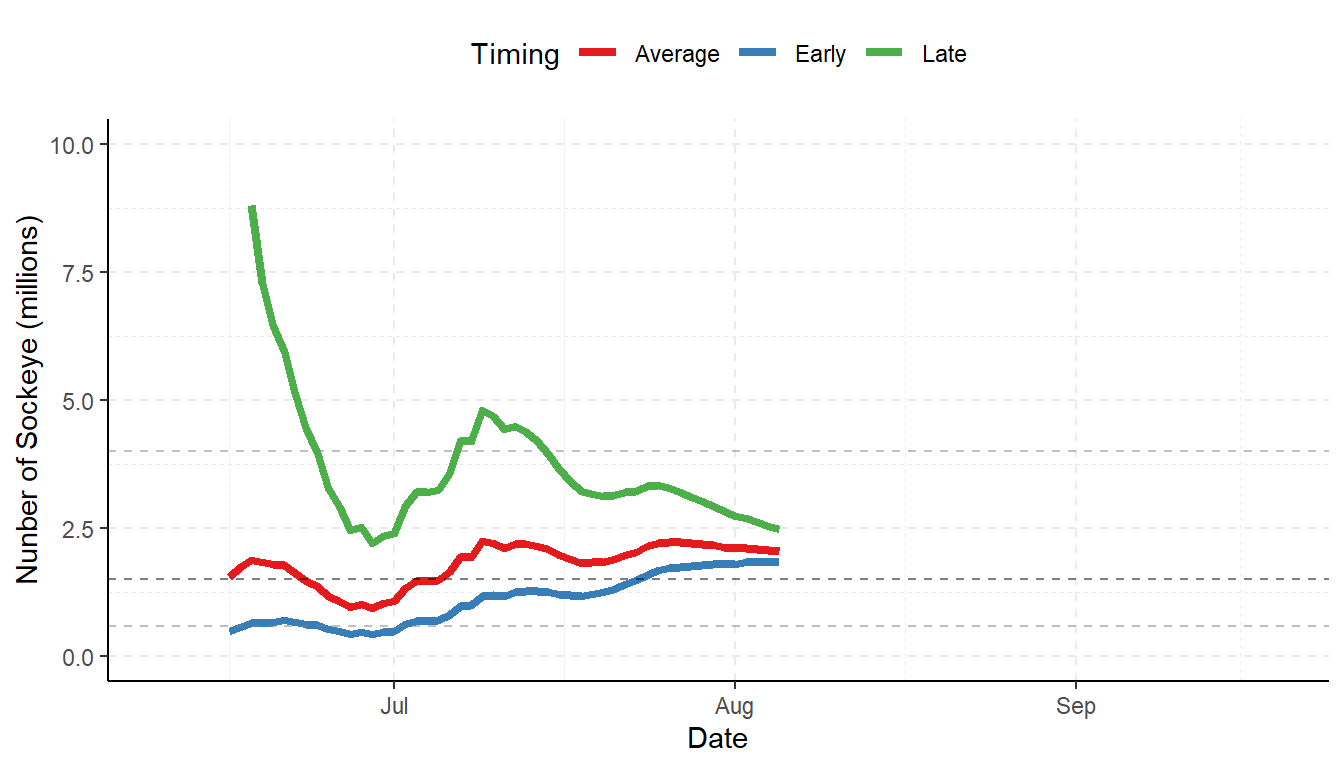 Timing Average Early Late
10.0
7.5
5.0
2.5
0.0
Nunber of Sockeye (millions)
Jul Aug Sep
Date